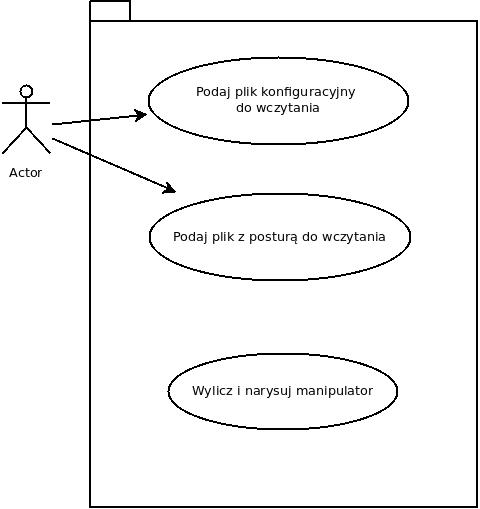 Podaj plik konfiguracyjny
do wczytania
Actor
Podaj plik z posturą do wczytania
Wylicz i narysuj manipulator